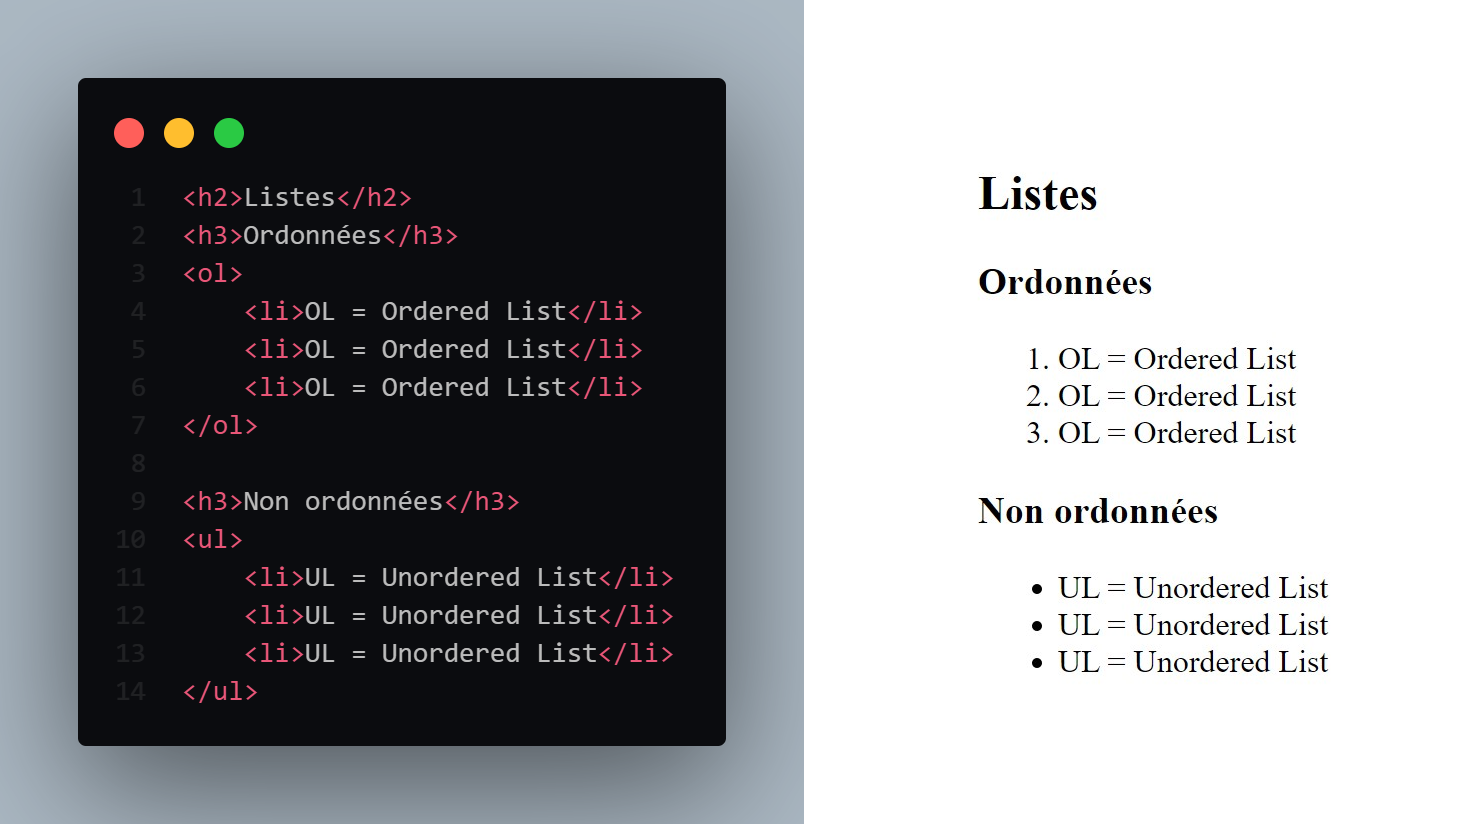 1 <h2>Listes</h2>
2 <h3>Ordonnées</h3>
3 <ol>
4     <li>OL = Ordered List</li>
5     <li>OL = Ordered List</li>
6     <li>OL = Ordered List</li>
7 </ol>
8
9 <h3>Non ordonnées</h3>
10 <ul>
11     <li>UL = Unordered List</li>
12     <li>UL = Unordered List</li>
13     <li>UL = Unordered List</li>
14 </ul>
Listes
Ordonnées
1. OL = Ordered List
2. OL = Ordered List
3. OL = Ordered List
Non ordonnées
• UL = Unordered List
• UL = Unordered List
• UL = Unordered List